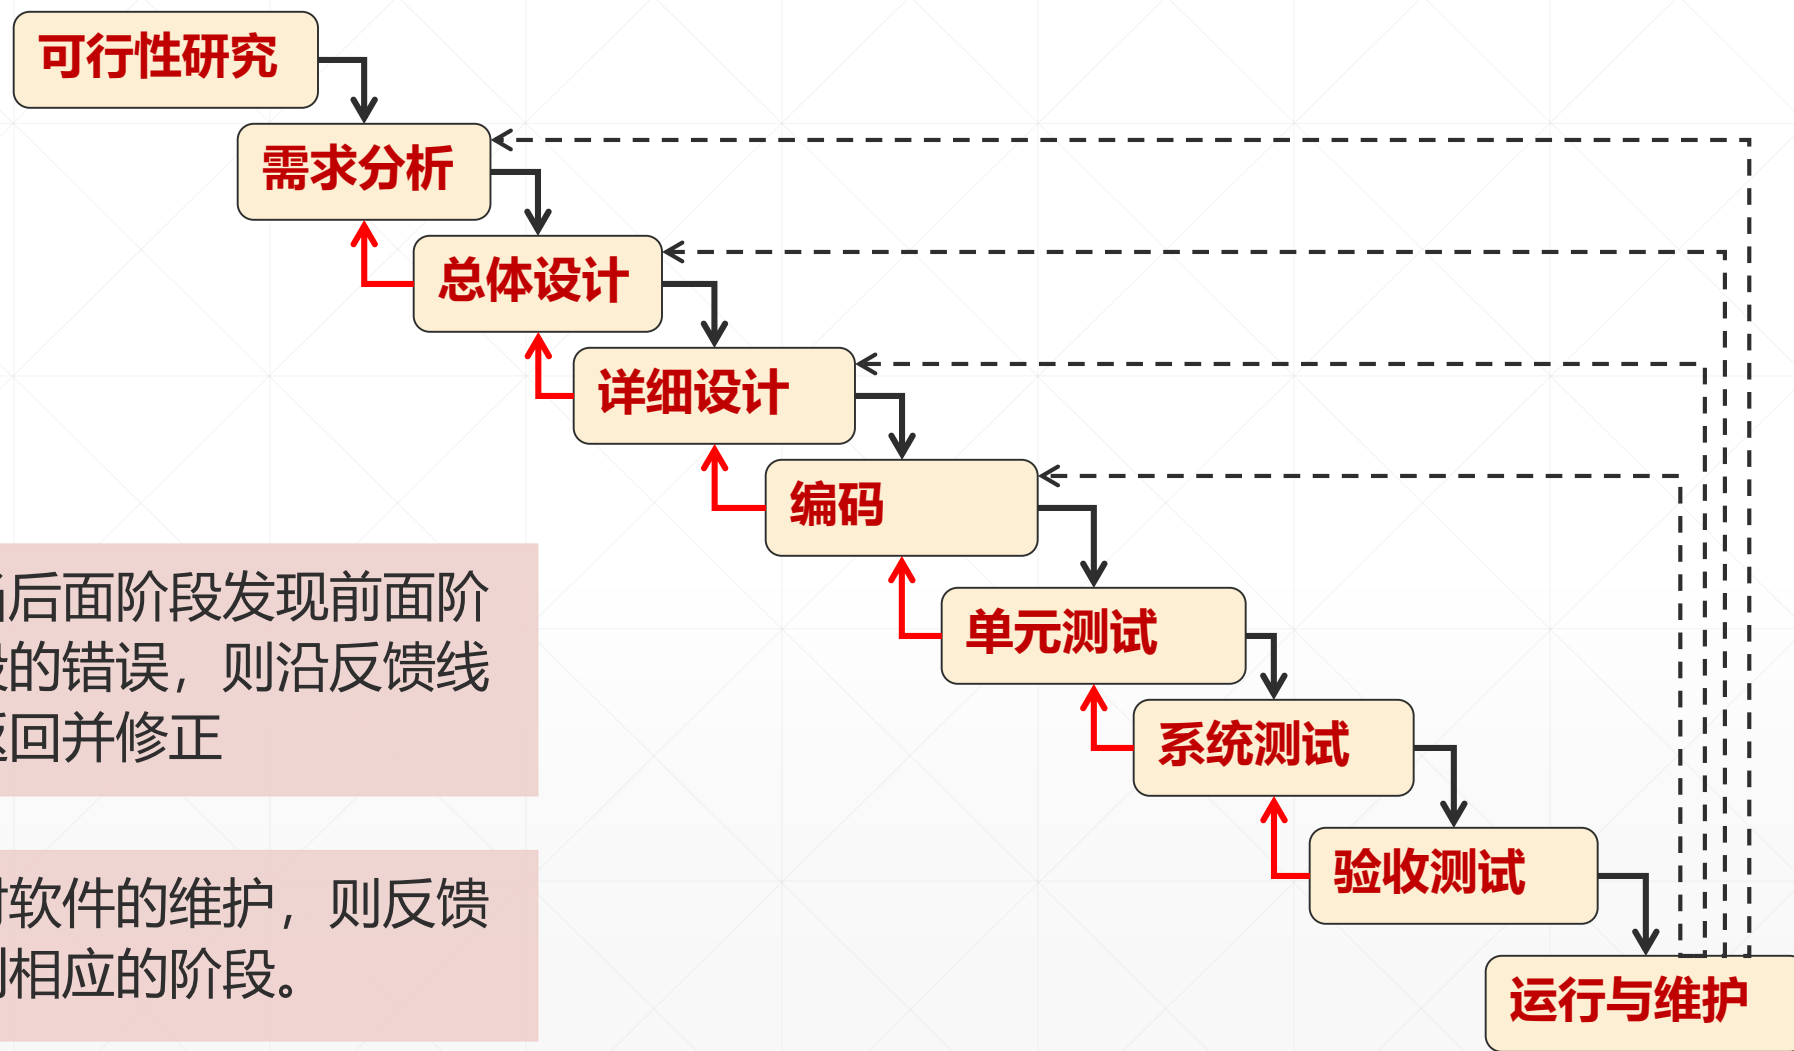 可行性研究
需求分析
总体设计
详细设计
编码
单元测试
系统测试
验收测试
运行与维护
后面阶段发现前面阶
的错误，则沿反馈线
回并修正
软件的维护，则反馈
相应的阶段。